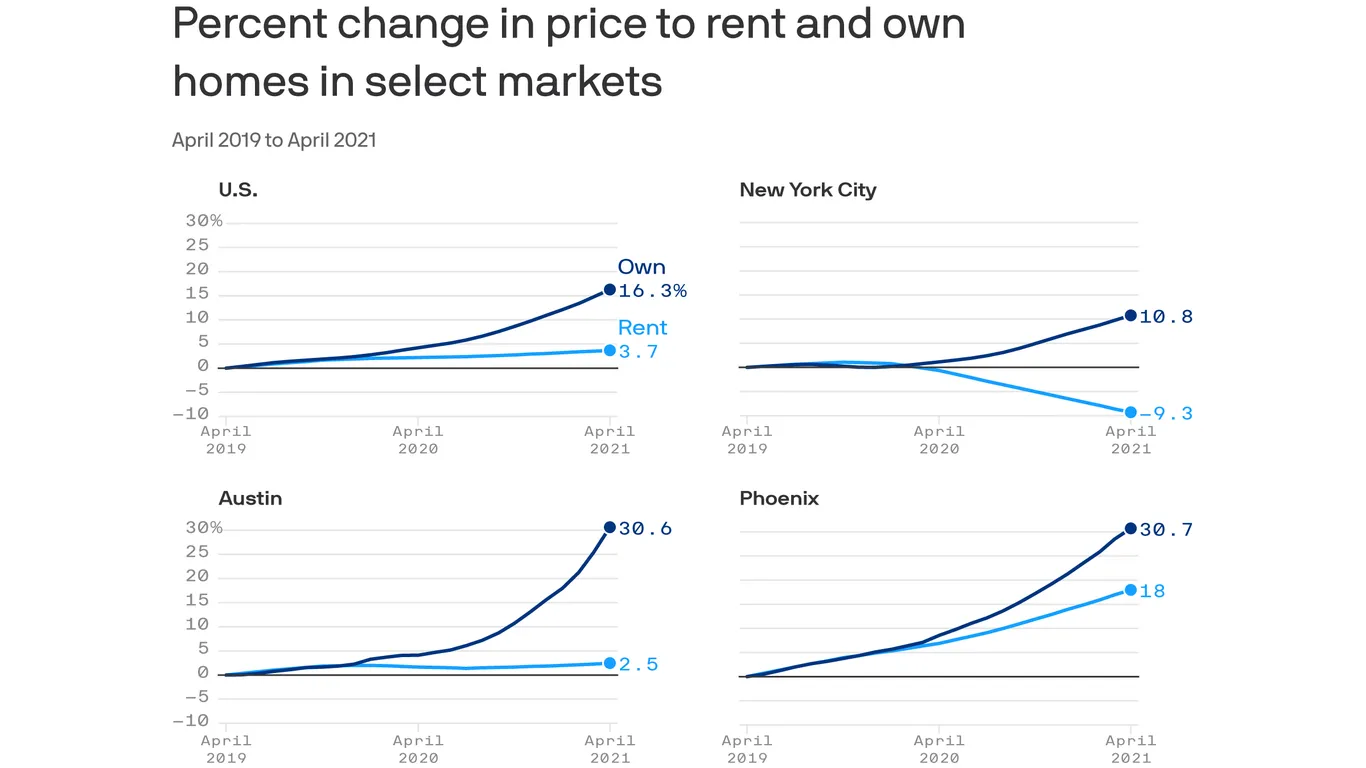 Percent change in price to rent and own
homes in select markets
April 2019 to April 2021
U.S.
30%
25
20
15
10
5
0
−5
−10
Own
16.3%
Rent
3.7
April
2019
April
2020
April
2021
New York City
10.8
−9.3
April
2019
April
2020
April
2021
Austin
30%
25
20
15
10
5
0
−5
−10
30.6
2.5
April
2019
April
2020
April
2021
Phoenix
30.7
18
April
2019
April
2020
April
2021